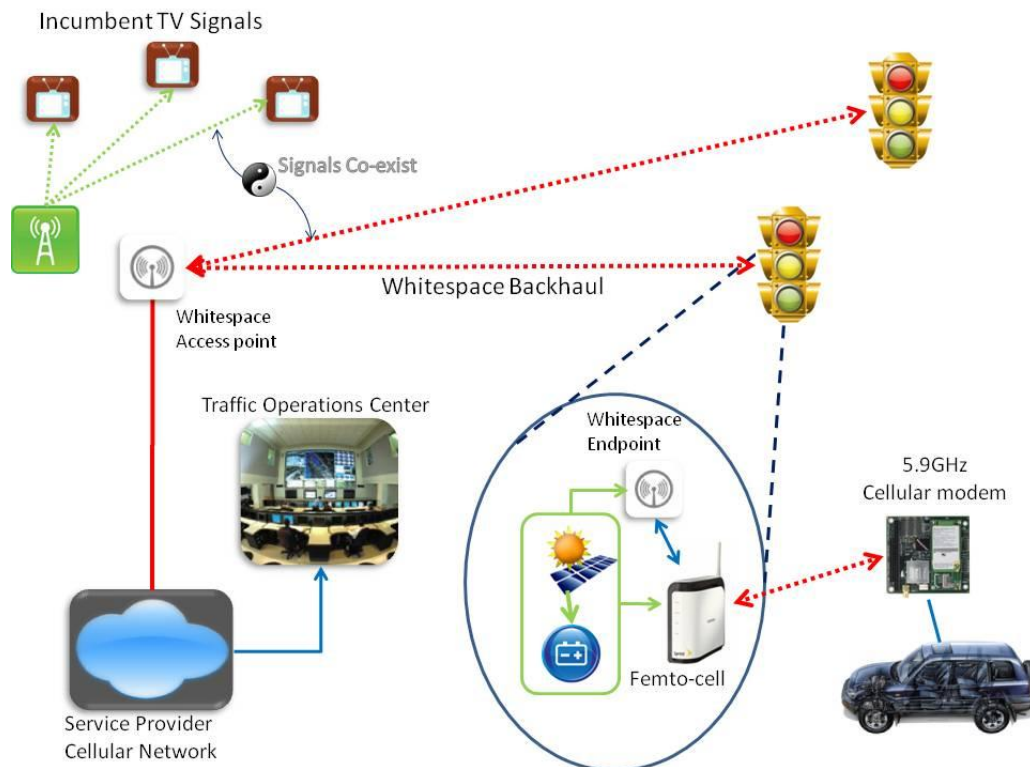 Incumbent TV Signals
Signals Co-exist
Whitespace Backhaul
Whitespace
Access point
Traffic Operations Center
Whitespace
Endpoint
5.9GHz
Cellular modem
Femto-cell
Service Provider
Cellular Network